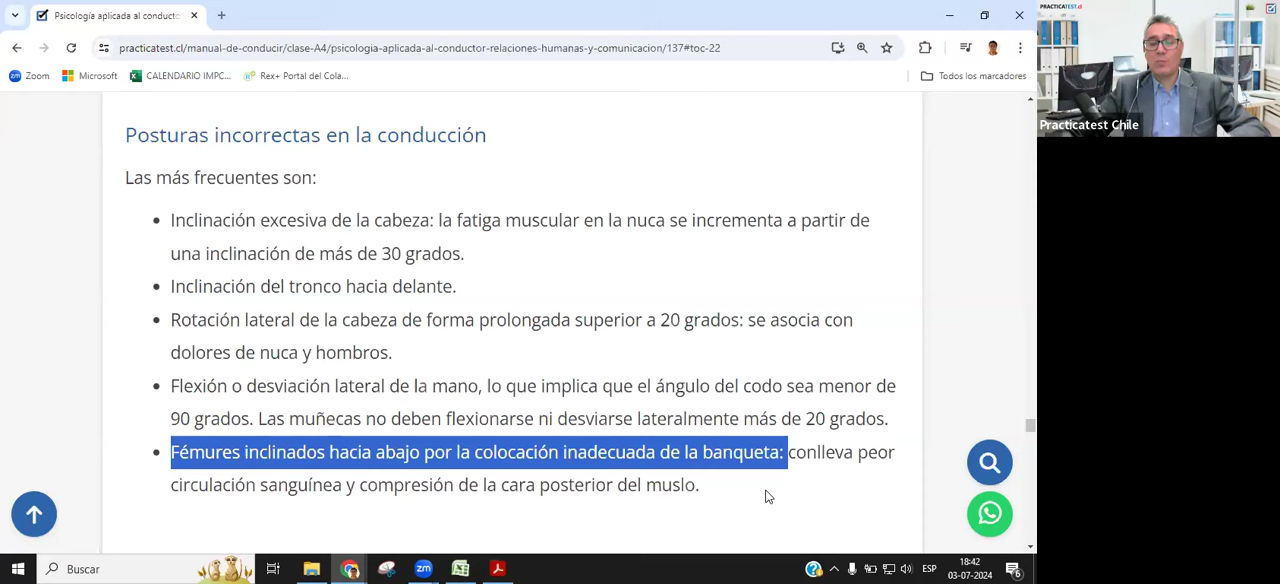 Psicología aplicada al conducto
practicatest.cl/manual-de-conducir/clase-A4/psicologia-aplicada-al-conductor-relaciones-humanas-y-comunicacion/137#toc-22
Zoom
Microsoft
CALENDARIO IMPC...
Rex+ Portal del Cola...
Todos los marcadores
PRACTICATEST.cl
Practicatest Chile
Posturas incorrectas en la conducción
Las más frecuentes son:
Inclinación excesiva de la cabeza: la fatiga muscular en la nuca se incrementa a partir de
una inclinación de más de 30 grados.
Inclinación del tronco hacia delante.
Rotación lateral de la cabeza de forma prolongada superior a 20 grados: se asocia con
dolores de nuca y hombros.
Flexión o desviación lateral de la mano, lo que implica que el ángulo del codo sea menor de
90 grados. Las muñecas no deben flexionarse ni desviarse lateralmente más de 20 grados.
Fémures inclinados hacia abajo por la colocación inadecuada de la banqueta: conlleva peor
circulación sanguínea y compresión de la cara posterior del muslo.
Buscar
zm
ESP
18:42
03-07-2024
6